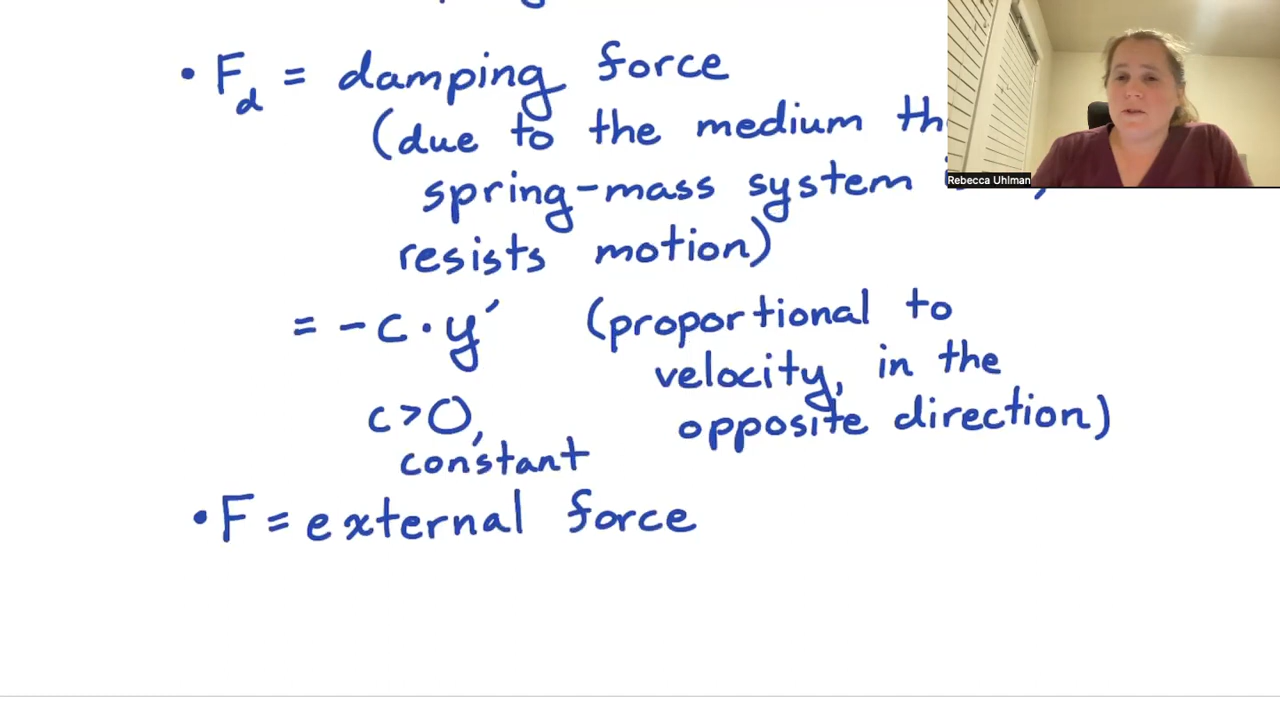 • F_d = damping force
(due to the medium
spring-mass system
resists motion)
= -c · y′ (proportional to
velocity, in the
c > 0, opposite direction)
constant
• F = external force
Rebecca Uhlman